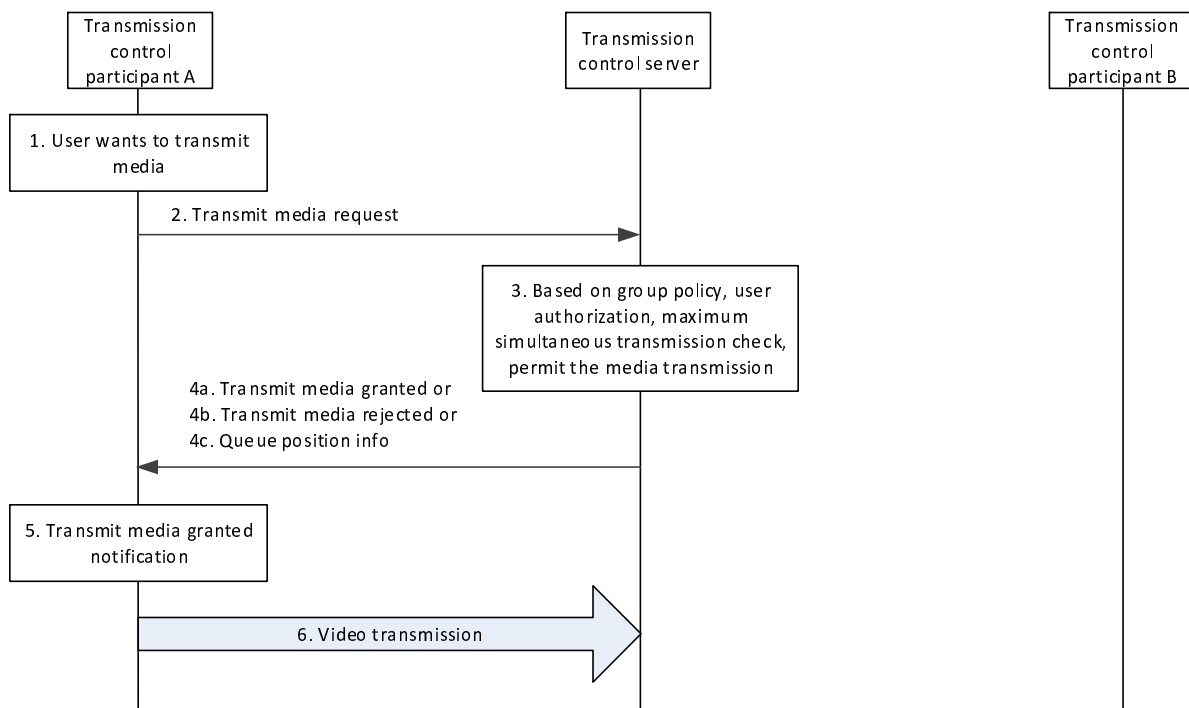 Transmission
control
participant A
Transmission
control server
Transmission
control
participant B
1. User wants to transmit
media
2. Transmit media request
3. Based on group policy, user
authorization, maximum
simultaneous transmission check,
permit the media transmission
4a. Transmit media granted or
4b. Transmit media rejected or
4c. Queue position info
5. Transmit media granted
notification
6. Video transmission